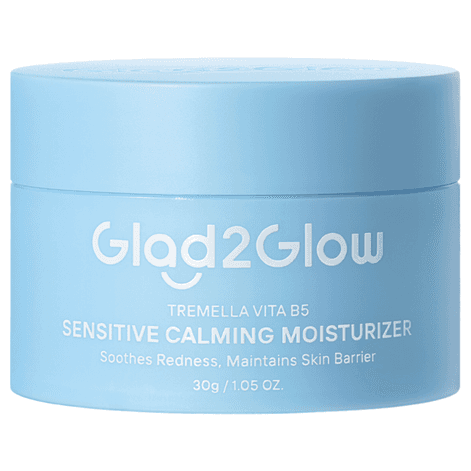 Glad2Glow
TREMELLA VITA B5
SENSITIVE CALMING MOISTURIZER
Soothes Redness, Maintains Skin Barrier
30g / 1.05 OZ.